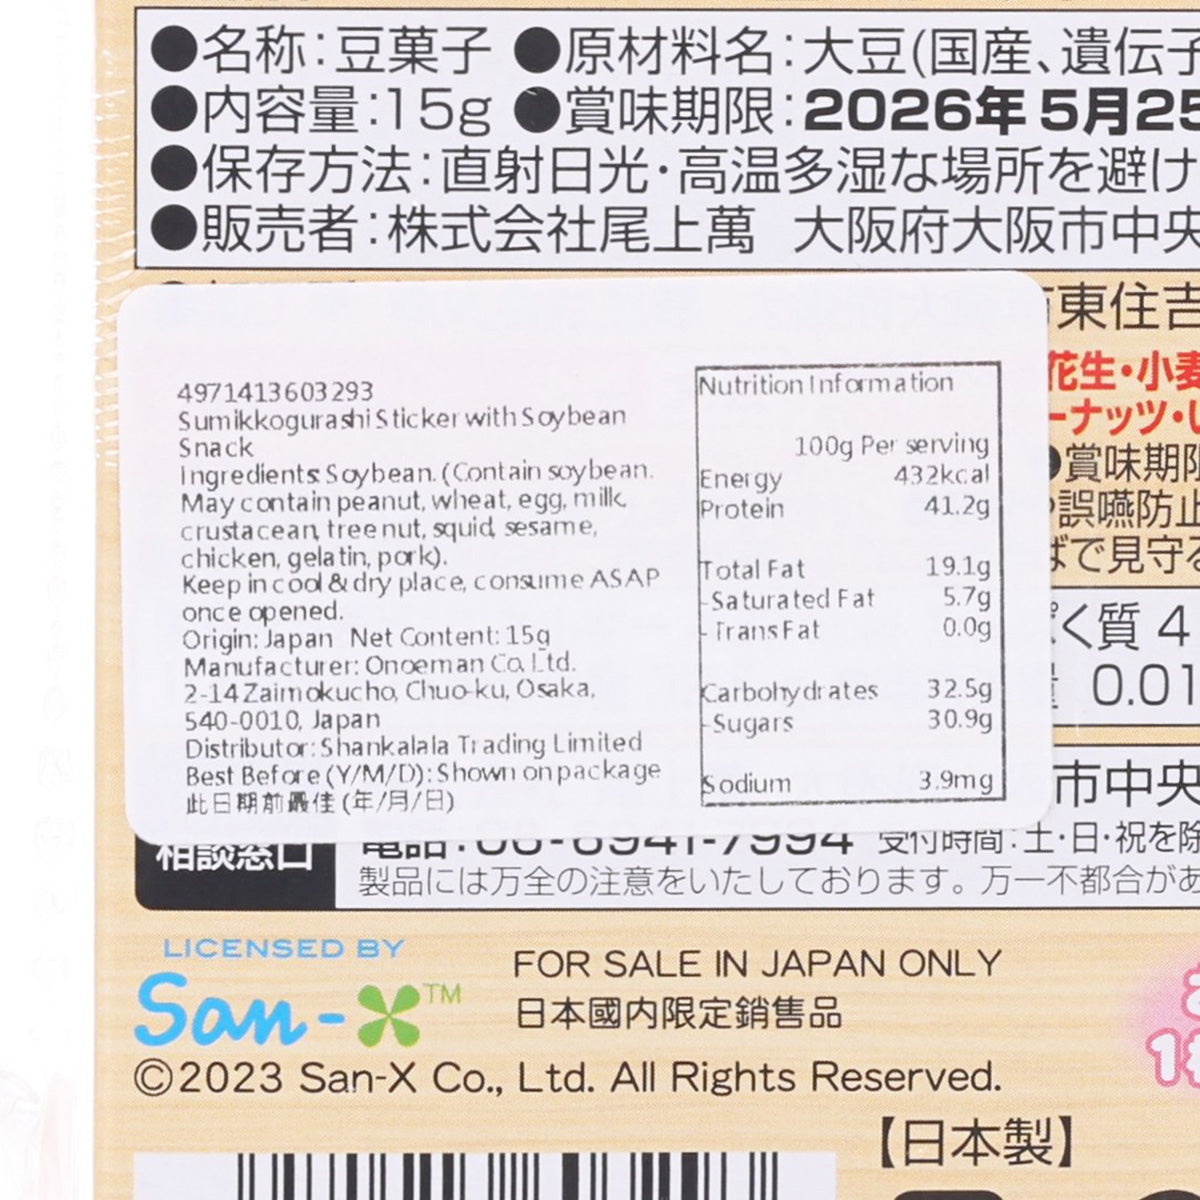 ●名称:豆菓子 ●原材料名:大豆(国産、遺伝子
●内容量:15g ●賞味期限:2026年5月25
●保存方法:直射日光・高温多湿な場所を避け
●販売者:株式会社尾上萬 大阪府大阪市中央
東住吉
花生・小麦
ーナッツ・
●賞味期限
誤嚥防止
ばで見守る
4971413603293
Sumikkogurashi Sticker with Soybean
Snack
Ingredients: Soybean. (Contain soybean.
May contain peanut, wheat, egg, milk,
crustacean, tree nut, squid, sesame,
chicken, gelatin, pork).
Keep in cool & dry place, consume ASAP
once opened.
Origin: Japan Net Content: 15g
Manufacturer: Onoeman Co. Ltd.
2-14 Zaimokucho, Chuo-ku, Osaka,
540-0010, Japan
Distributor: Shankalala Trading Limited
Best Before (Y/M/D): Shown on package
此日期前最佳 (年/月/日)
Nutrition Information
100g Per serving
Energy 432kcal
Protein 41.2g
Total Fat 19.1g
-Saturated Fat 5.7g
-Trans Fat 0.0g
Carbohydrates 32.5g
-Sugars 30.9g
Sodium 3.9mg
く質 4
0.01
市中央
相談窓口
電話:06-6941-7994 受付時間:土・日・祝を除
製品には万全の注意をいたしております。万一不都合があ
LICENSED BY
San-X™
FOR SALE IN JAPAN ONLY
日本國内限定銷售品
©2023 San-X Co., Ltd. All Rights Reserved.
【日本製】